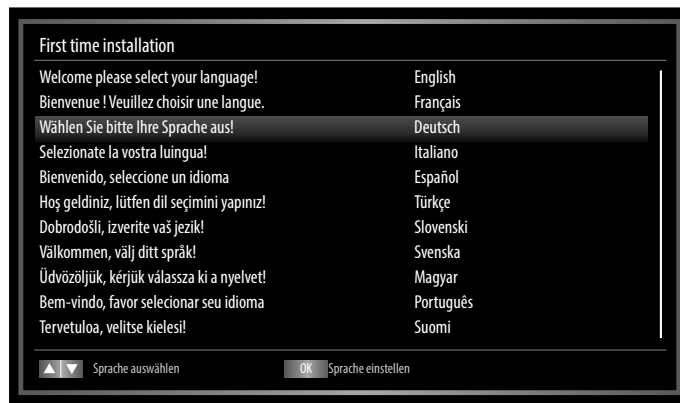 First time installation
Welcome please select your language! English
Bienvenue ! Veuillez choisir une langue. Français
Wählen Sie bitte Ihre Sprache aus! Deutsch
Selezionate la vostra luingua! Italiano
Bienvenido, seleccione un idioma Español
Hoş geldiniz, lütfen dil seçimini yapınız! Türkçe
Dobrodošli, izverite vaš jezik! Slovenski
Välkommen, välj ditt språk! Svenska
Üdvözöljük, kérjük válassza ki a nyelvet! Magyar
Bem-vindo, favor selecionar seu idioma Português
Tervetuloa, velitse kielesi! Suomi
Sprache auswählen OK Sprache einstellen